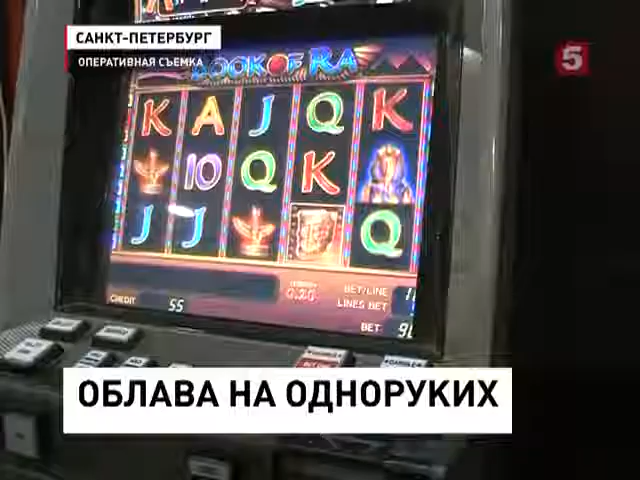 САНКТ-ПЕТЕРБУРГ
ОПЕРАТИВНАЯ СЪЕМКА
5
BOOK OF RA
K A J Q K
10 Q K
J J Q
0.20
BET/LINE
LINES BET
CREDIT 55
BET
ОБЛАВА НА ОДНОРУКИХ